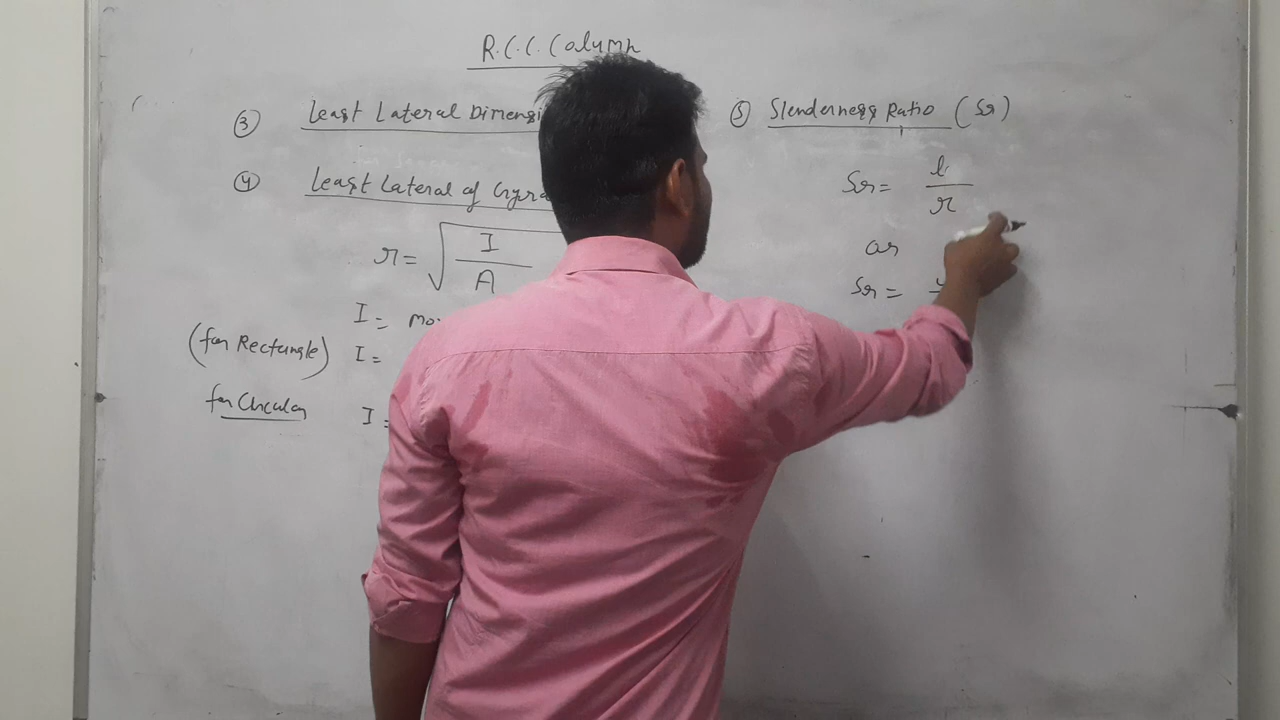 R.C.C. Column
③ Least Lateral Dimensi
④ Least Lateral of Gyra
r = √ I / A
I = mo
(for Rectangle) I =
for Circular I =
⑤ Slenderness Ratio (Sr)
Sr = l / r
or
Sr =